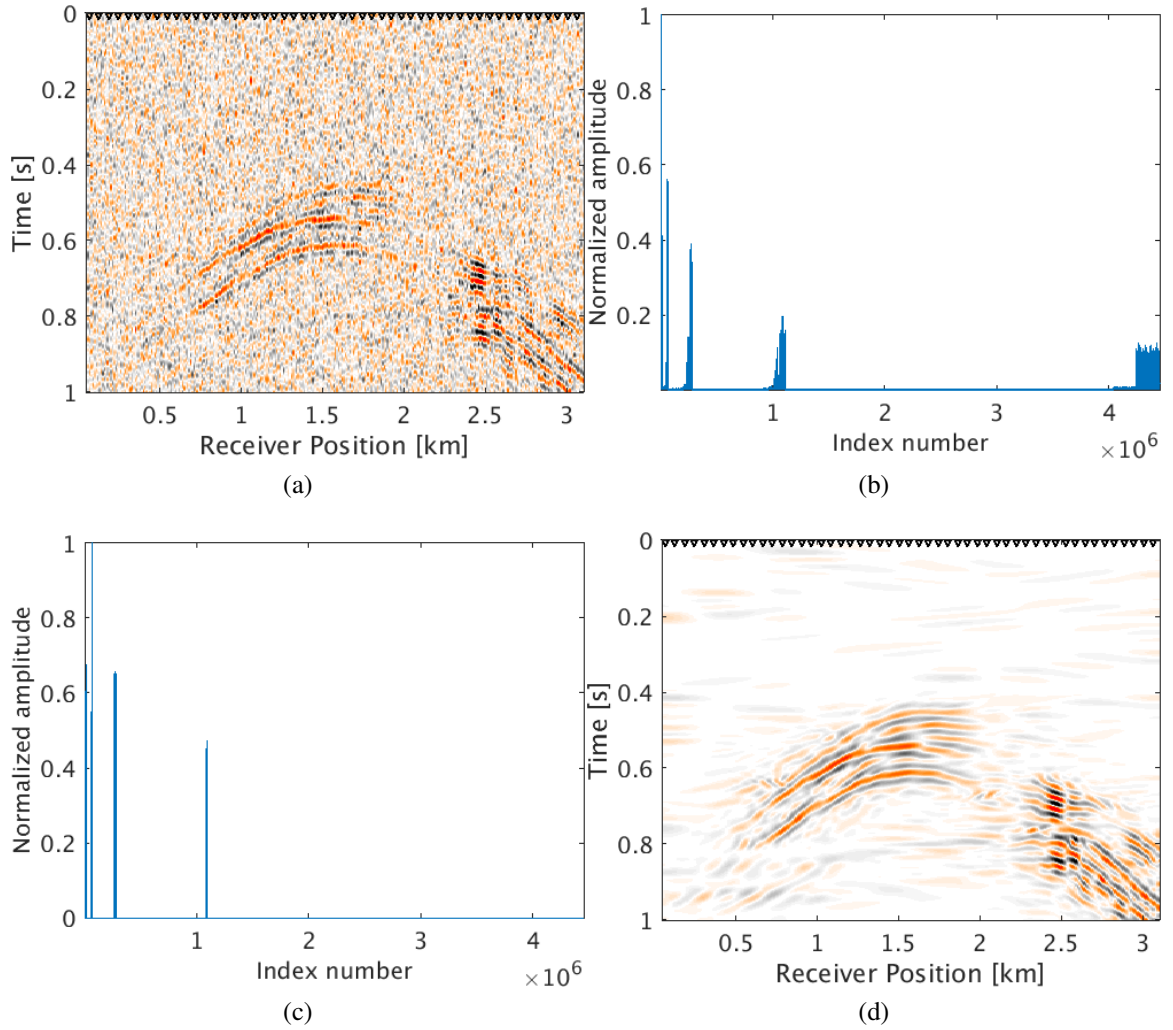 0
0.2
0.4
0.6
0.8
1
Time [s]
0.5 1 1.5 2 2.5 3
Receiver Position [km]
(a)
1
0.8
0.6
0.4
0.2
Normalized amplitude
1 2 3 4
Index number
×10^6
(b)
1
0.8
0.6
0.4
0.2
0
Normalized amplitude
1 2 3 4
Index number
×10^6
(c)
0
0.2
0.4
0.6
0.8
1
Time [s]
0.5 1 1.5 2 2.5 3
Receiver Position [km]
(d)